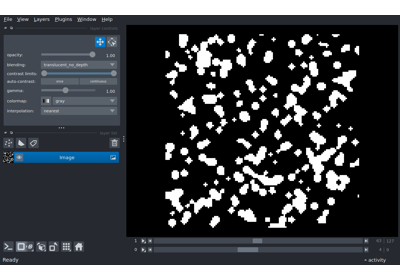 File View Layers Plugins Window Help
opacity: 1.00
blending: translucent_no_depth
contrast limits:
auto-contrast: once continuous
gamma: 1.00
colormap: gray
interpolation: nearest
Image
1
0
Ready activity